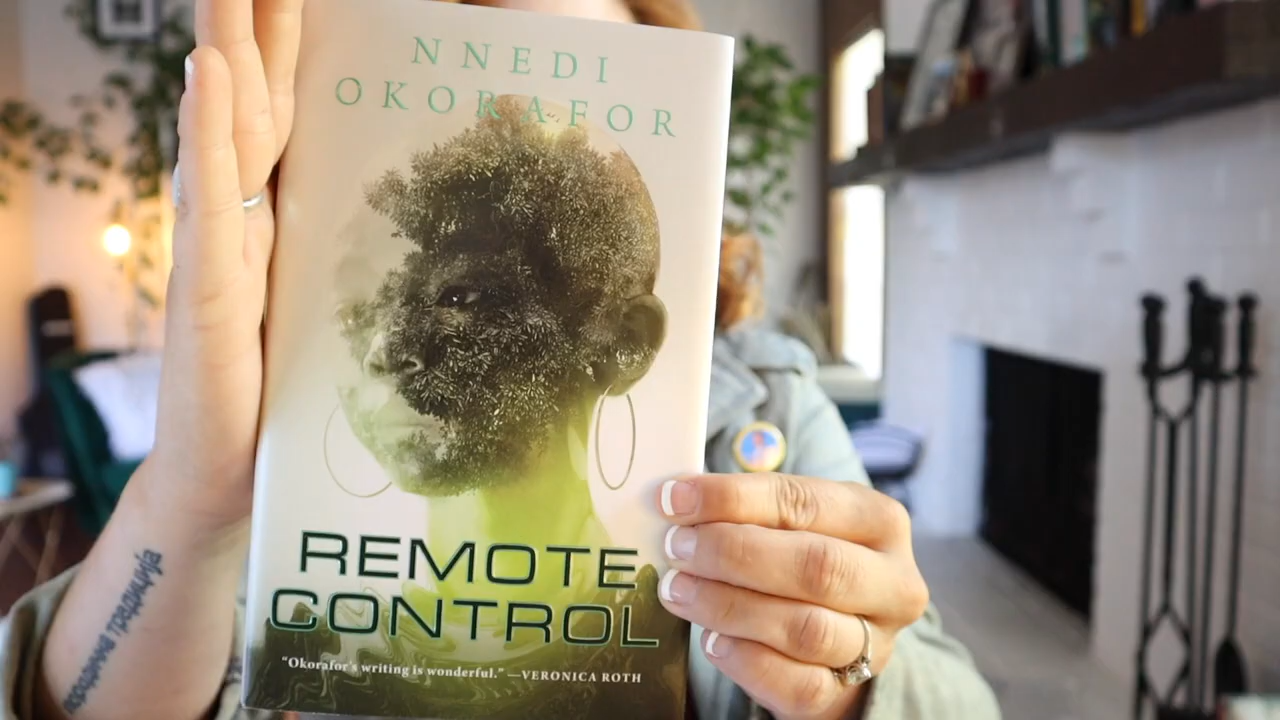 NNEDI
OKORAFOR
REMOTE
CONTROL
“Okorafor’s writing is wonderful.” —VERONICA ROTH